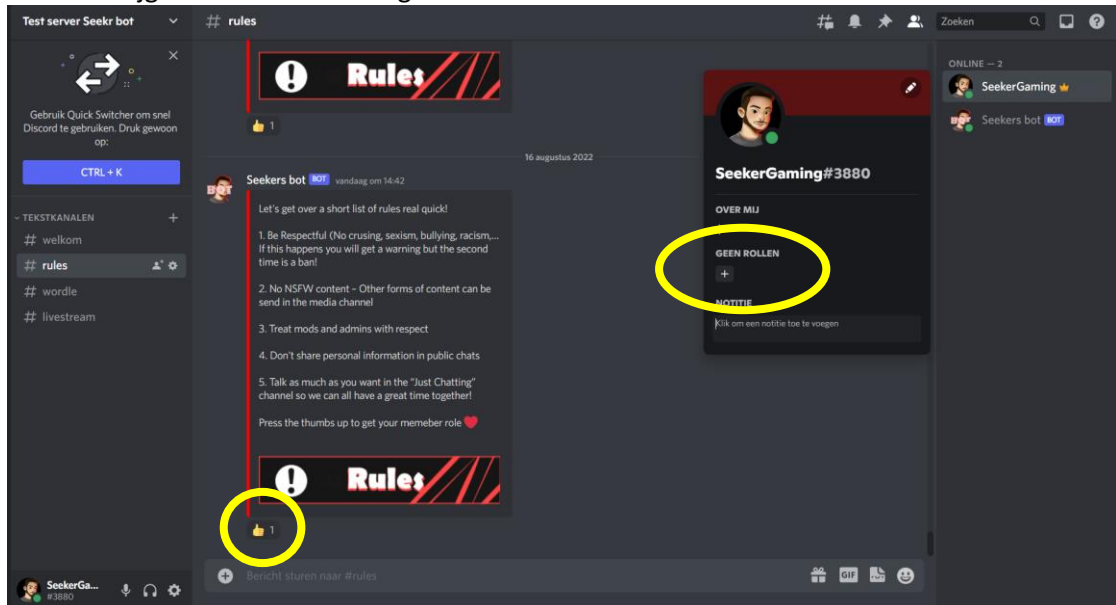 Test server Seekr bot
rules
Zoeken
Gebruik Quick Switcher om snel
Discord te gebruiken. Druk gewoon
op:
CTRL + K
TEKSTKANALEN
# welkom
# rules
# wordle
# livestream
SeekerGa...
#3880
Rules
1
16 augustus 2022
Seekers bot BOT vandaag om 14:42
Let's get over a short list of rules real quick!
1. Be Respectful (No crusing, sexism, bullying, racism,...
If this happens you will get a warning but the second
time is a ban!
2. No NSFW content – Other forms of content can be
send in the media channel
3. Treat mods and admins with respect
4. Don't share personal information in public chats
5. Talk as much as you want in the "Just Chatting"
channel so we can all have a great time together!
Press the thumbs up to get your memeber role ❤
Rules
👍 1
Bericht sturen naar #rules
GIF
SeekerGaming#3880
OVER MIJ
GEEN ROLLEN
+
NOTITIE
Klik om een notitie toe te voegen
ONLINE – 2
SeekerGaming
Seekers bot BOT